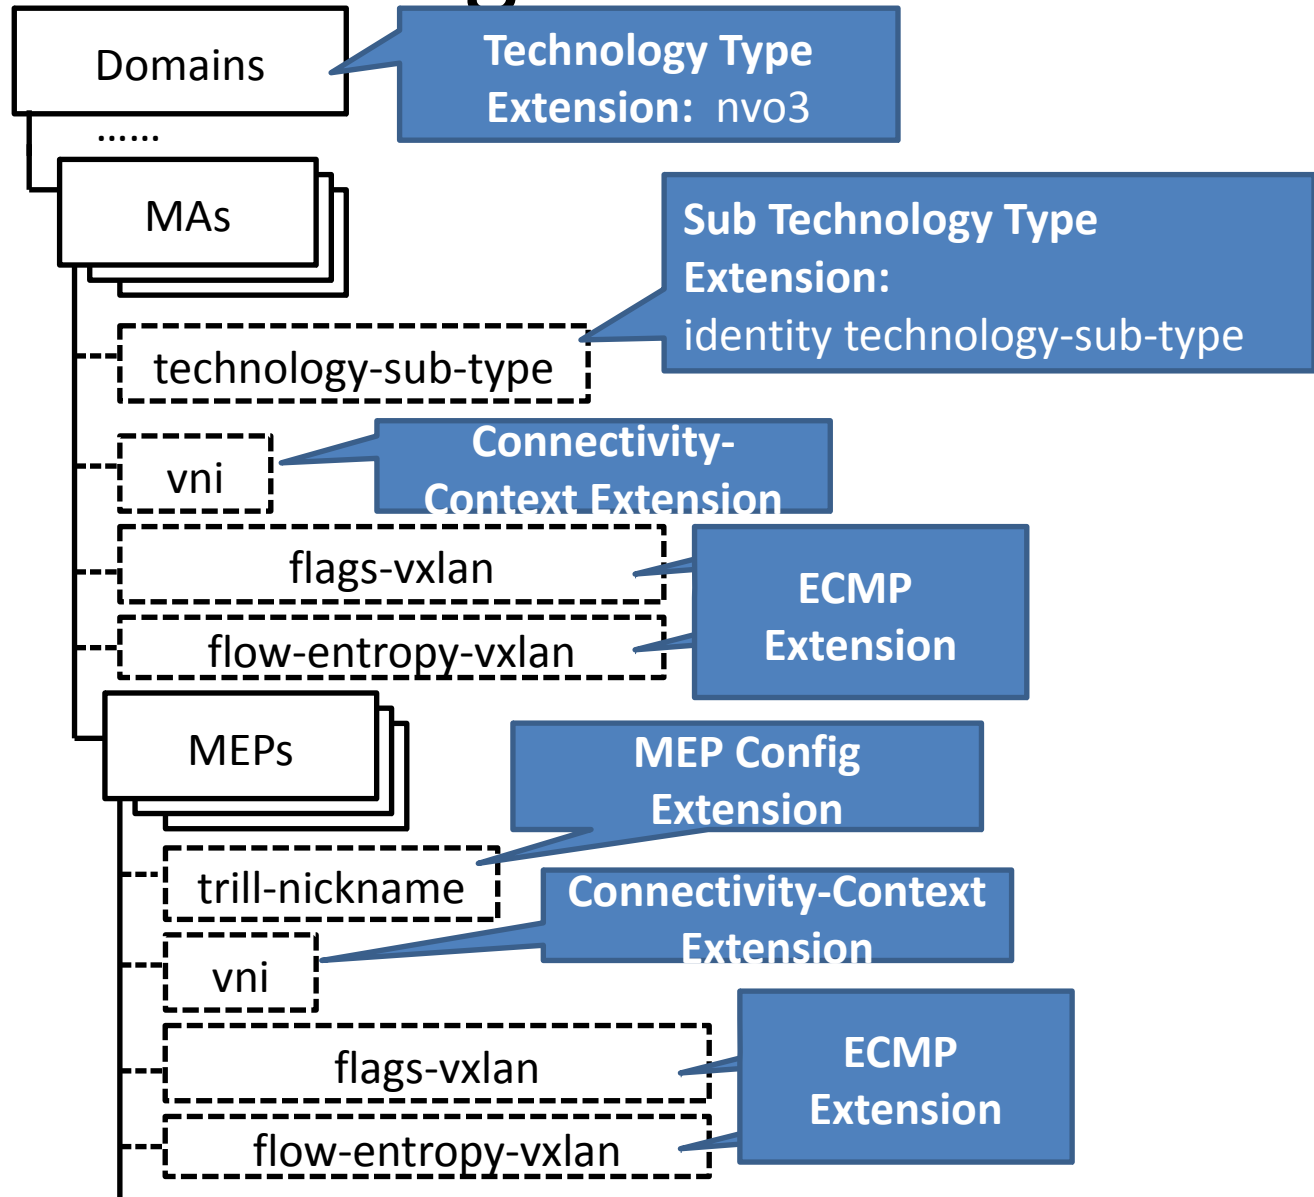 Domains
Technology Type
Extension: nvo3
......
MAs
Sub Technology Type
Extension:
identity technology-sub-type
technology-sub-type
vni
Connectivity-
Context Extension
flags-vxlan
ECMP
Extension
flow-entropy-vxlan
MEPs
MEP Config
Extension
trill-nickname
Connectivity-Context
Extension
vni
flags-vxlan
ECMP
Extension
flow-entropy-vxlan